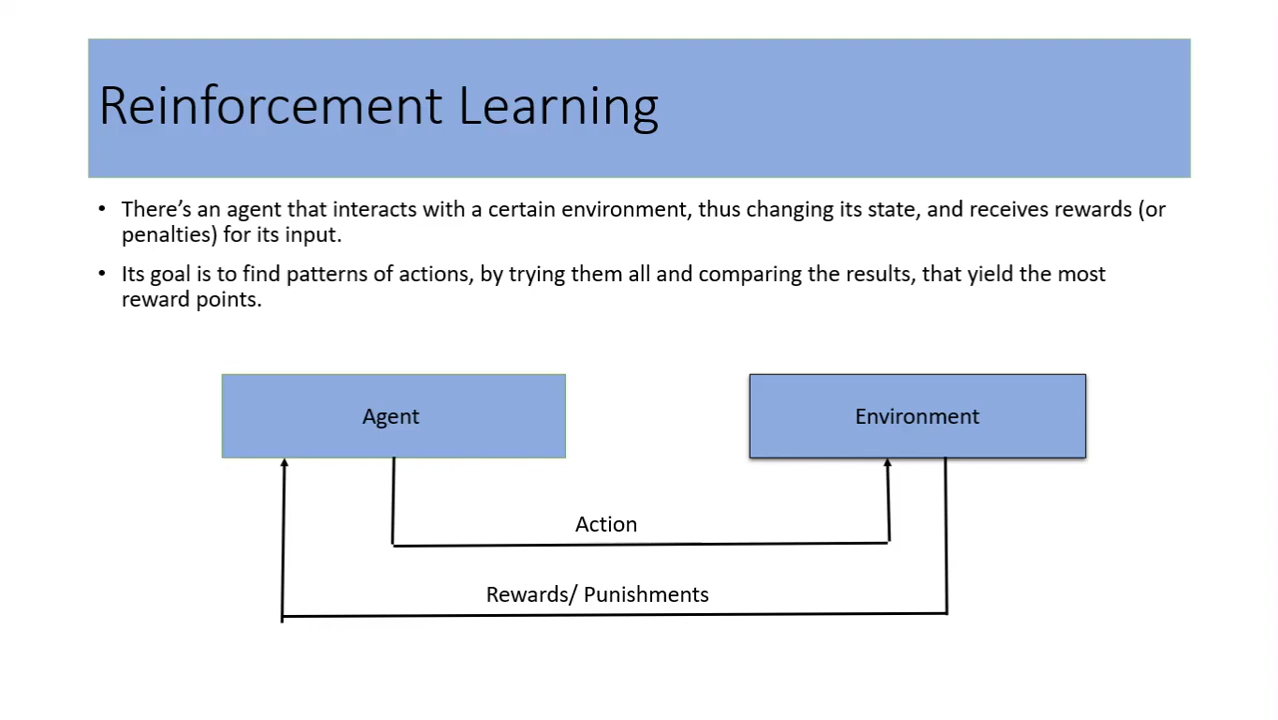 Reinforcement Learning
• There’s an agent that interacts with a certain environment, thus changing its state, and receives rewards (or
penalties) for its input.
• Its goal is to find patterns of actions, by trying them all and comparing the results, that yield the most
reward points.
Agent
Environment
Action
Rewards/ Punishments